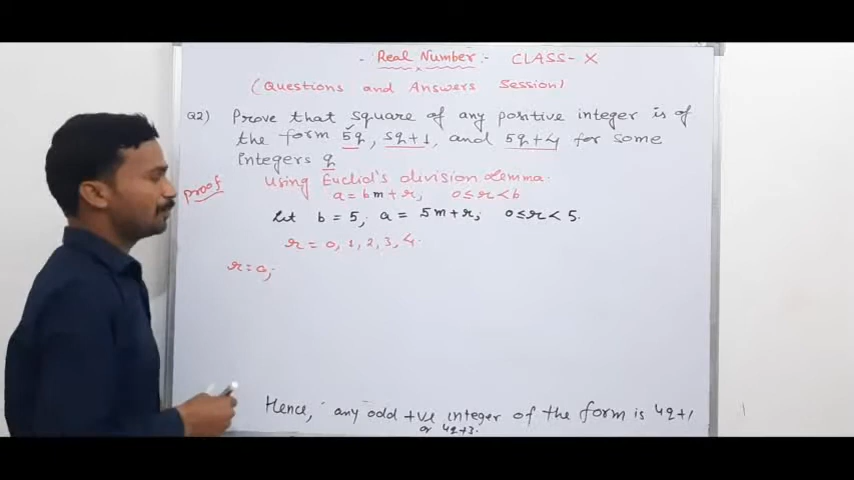 Real Number :- CLASS - X
(Questions and Answers Session)
Q2) Prove that square of any positive integer is of
the form 5q, 5q+1, and 5q+4 for some
integers q
Proof Using Euclid's division Lemma.
a = bm + r, 0 ≤ r < b
Let b = 5, a = 5m + r, 0 ≤ r < 5.
r = 0, 1, 2, 3, 4.
r = 0,
Hence, any odd +ve integer of the form is 4q+1
or 4q+3.